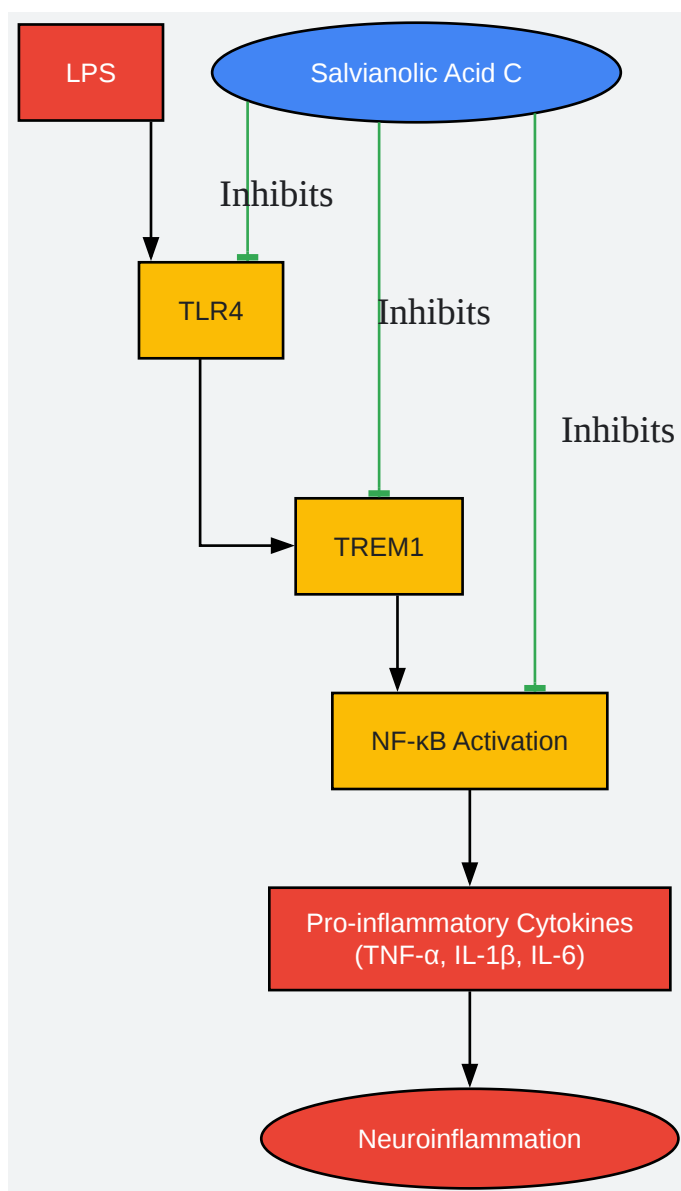 LPS
Salvianolic Acid C
Inhibits
TLR4
Inhibits
Inhibits
TREM1
NF-κB Activation
Pro-inflammatory Cytokines
(TNF-α, IL-1β, IL-6)
Neuroinflammation